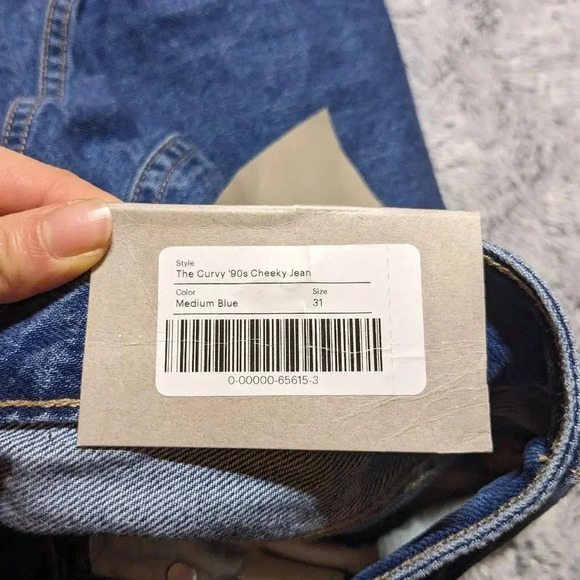 Style
The Curvy '90s Cheeky Jean
Color Size
Medium Blue 31
0-00000-65615-3